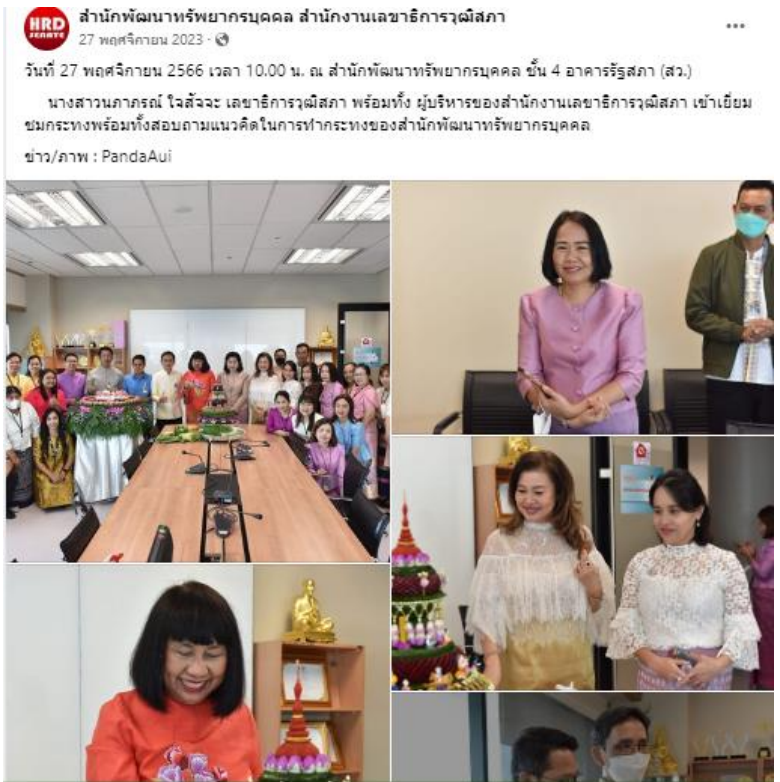 HRD
SENATE
สำนักพัฒนาทรัพยากรบุคคล สำนักงานเลขาธิการวุฒิสภา
27 พฤศจิกายน 2023 ·
วันที่ 27 พฤศจิกายน 2566 เวลา 10.00 น. ณ สำนักพัฒนาทรัพยากรบุคคล ชั้น 4 อาคารรัฐสภา (สว.)
นางสาวนภาภรณ์ ใจสัจจะ เลขาธิการวุฒิสภา พร้อมทั้ง ผู้บริหารของสำนักงานเลขาธิการวุฒิสภา เข้าเยี่ยม
ชมกระทงพร้อมทั้งสอบถามแนวคิดในการทำกระทงของสำนักพัฒนาทรัพยากรบุคคล
ข่าว/ภาพ : PandaAui